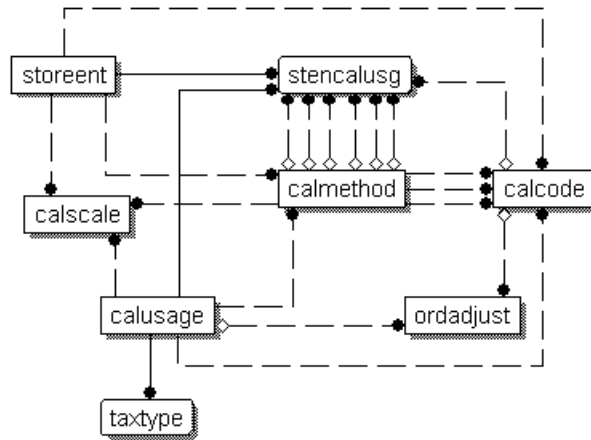 storeent
stencalusg
calmethod
calcode
calscale
calusage
ordadjust
taxtype